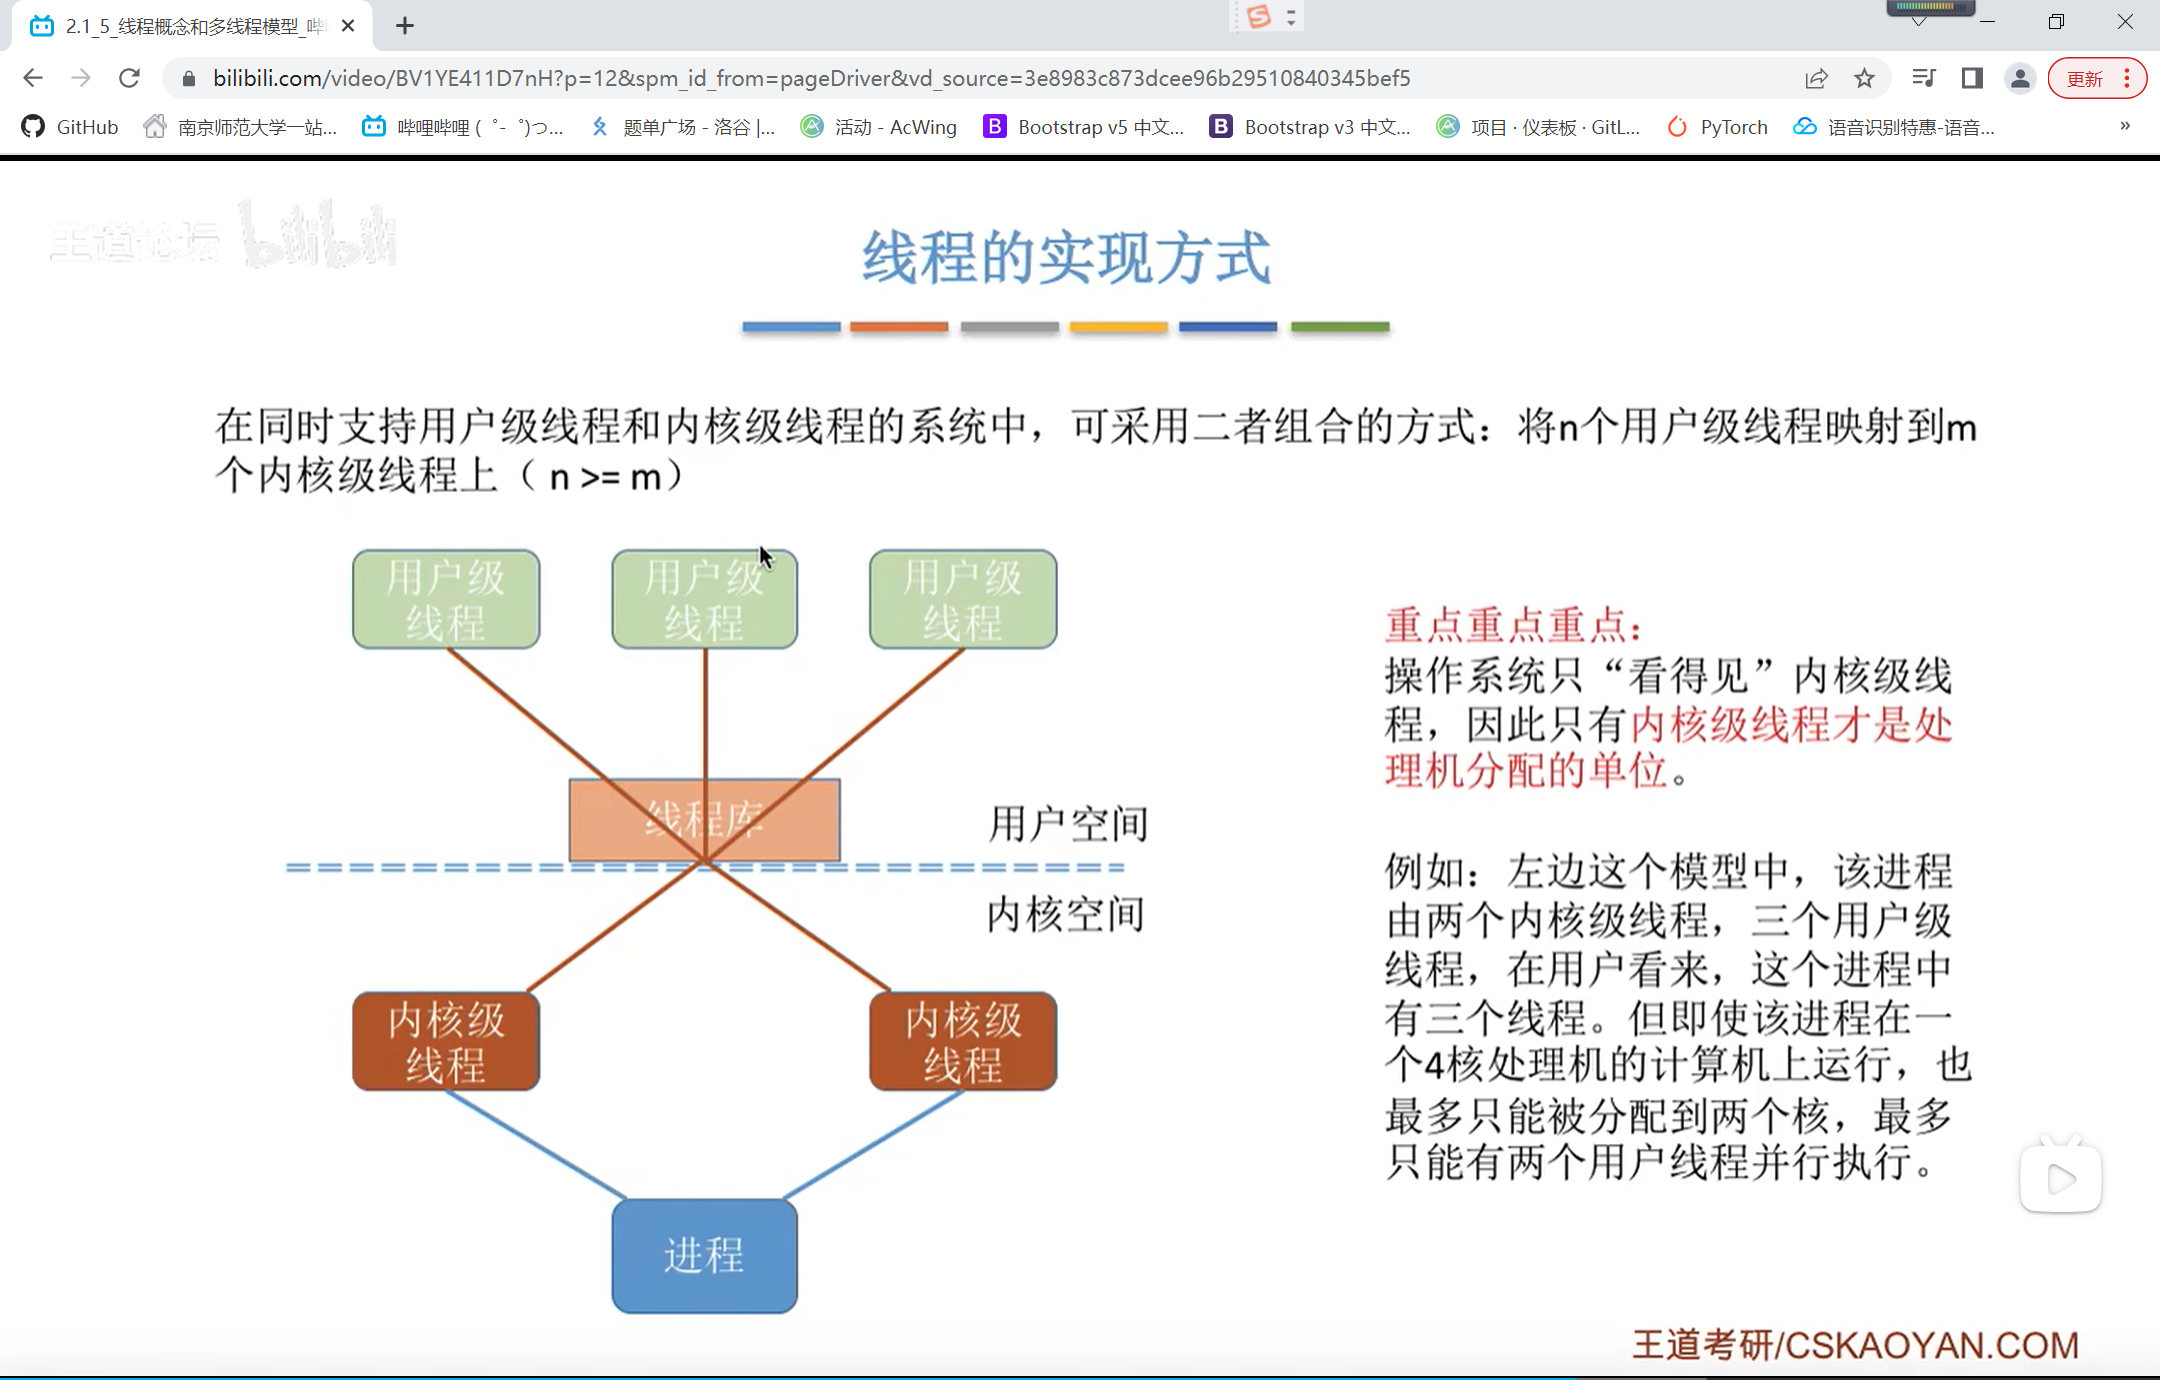 2.1_5_线程概念和多线程模型_哔
bilibili.com/video/BV1YE411D7nH?p=12&spm_id_from=pageDriver&vd_source=3e8983c873dcee96b29510840345bef5
更新
GitHub 南京师范大学一站... 哔哩哔哩 (゜-゜)つ... 题单广场 - 洛谷 |... 活动 - AcWing Bootstrap v5 中文... Bootstrap v3 中文... 项目 · 仪表板 · GitL... PyTorch 语音识别特惠-语音... »
王道论坛 bilibili
线程的实现方式
在同时支持用户级线程和内核级线程的系统中，可采用二者组合的方式：将n个用户级线程映射到m
个内核级线程上（ n >= m）
用户级
线程
用户级
线程
用户级
线程
线程库
用户空间
内核空间
内核级
线程
内核级
线程
进程
重点重点重点：
操作系统只“看得见”内核级线
程，因此只有内核级线程才是处
理机分配的单位。
例如：左边这个模型中，该进程
由两个内核级线程，三个用户级
线程，在用户看来，这个进程中
有三个线程。但即使该进程在一
个4核处理机的计算机上运行，也
最多只能被分配到两个核，最多
只能有两个用户线程并行执行。
王道考研/CSKAOYAN.COM